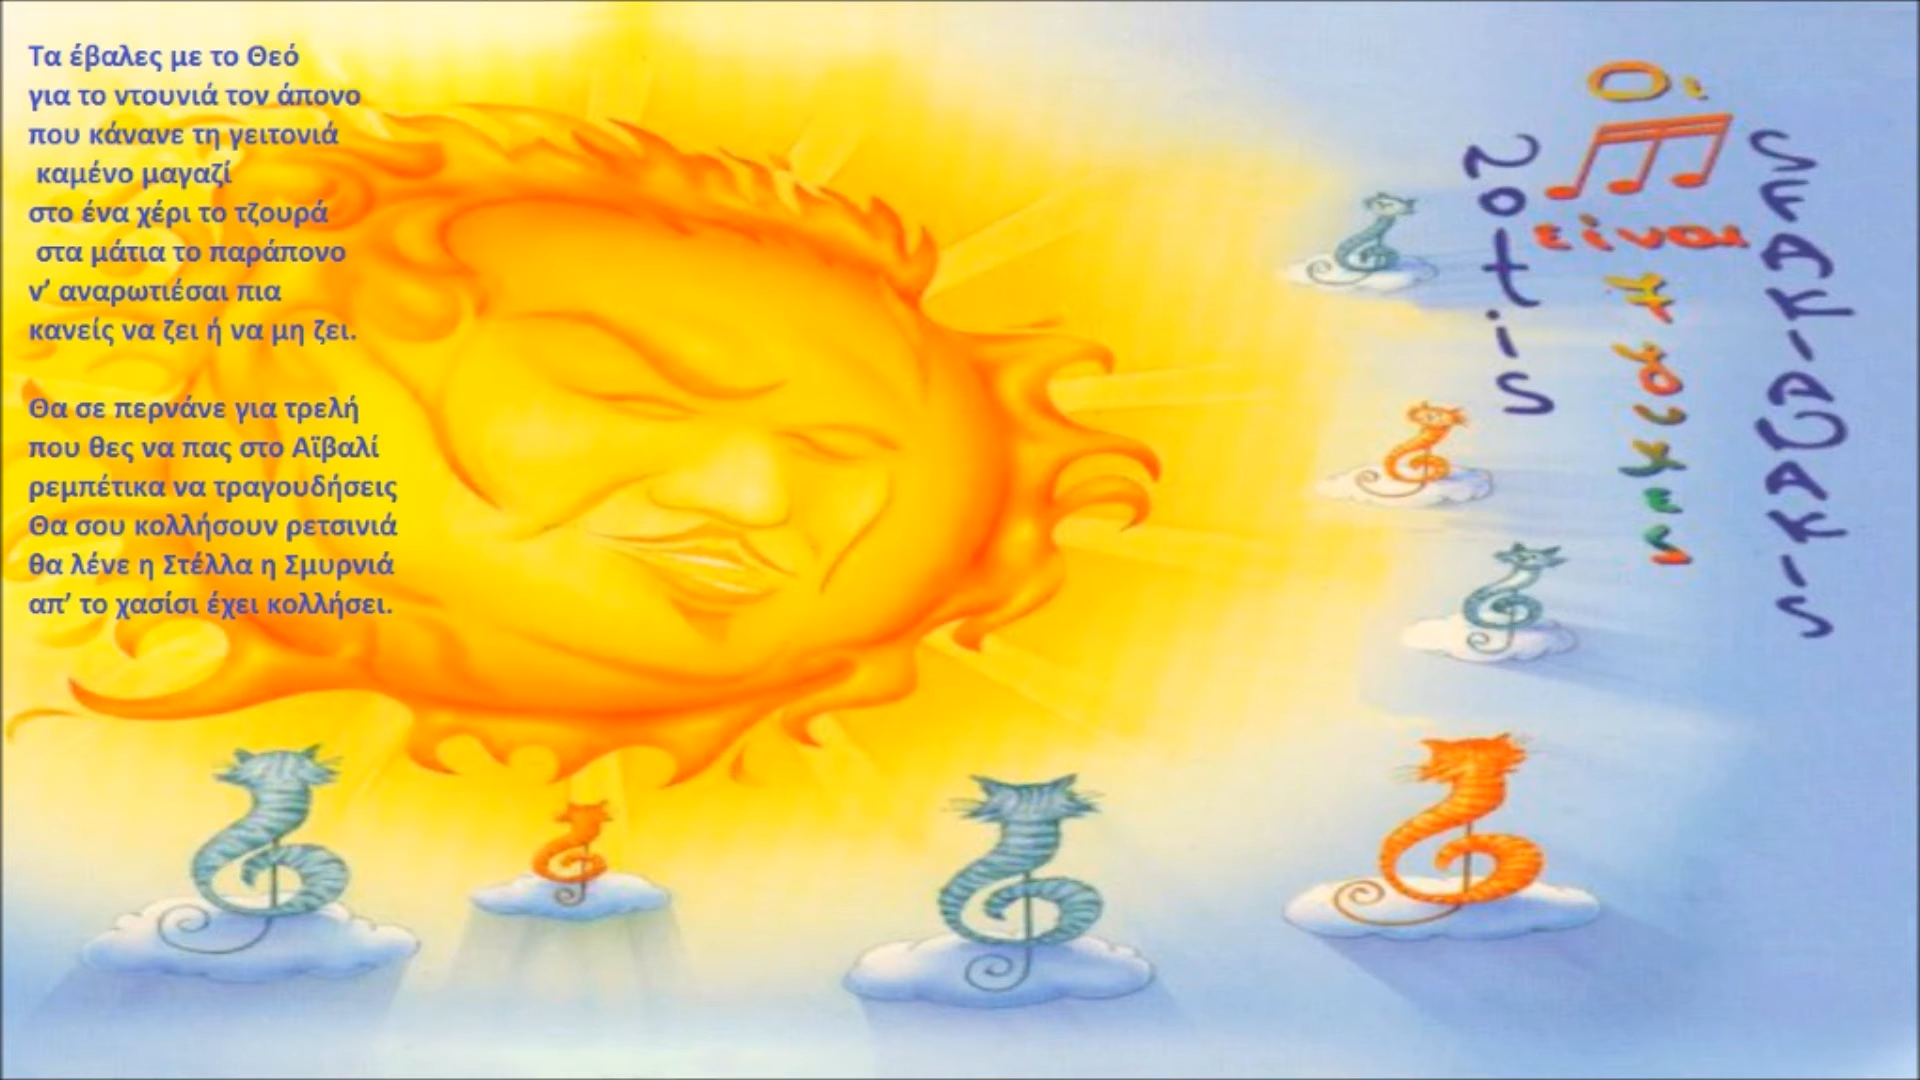 Τα έβαλες με το Θεό
για το ντουνιά τον άπονο
που κάνανε τη γειτονιά
καμένο μαγαζί
στο ένα χέρι το τζουρά
στα μάτια το παράπονο
ν’ αναρωτιέσαι πια
κανείς να ζει ή να μη ζει.
Θα σε περνάνε για τρελή
που θες να πας στο Αϊβαλί
ρεμπέτικα να τραγουδήσεις
Θα σου κολλήσουν ρετσινιά
θα λένε η Στέλλα η Σμυρνιά
απ’ το χασίσι έχει κολλήσει.
Οι
είναι
sotis